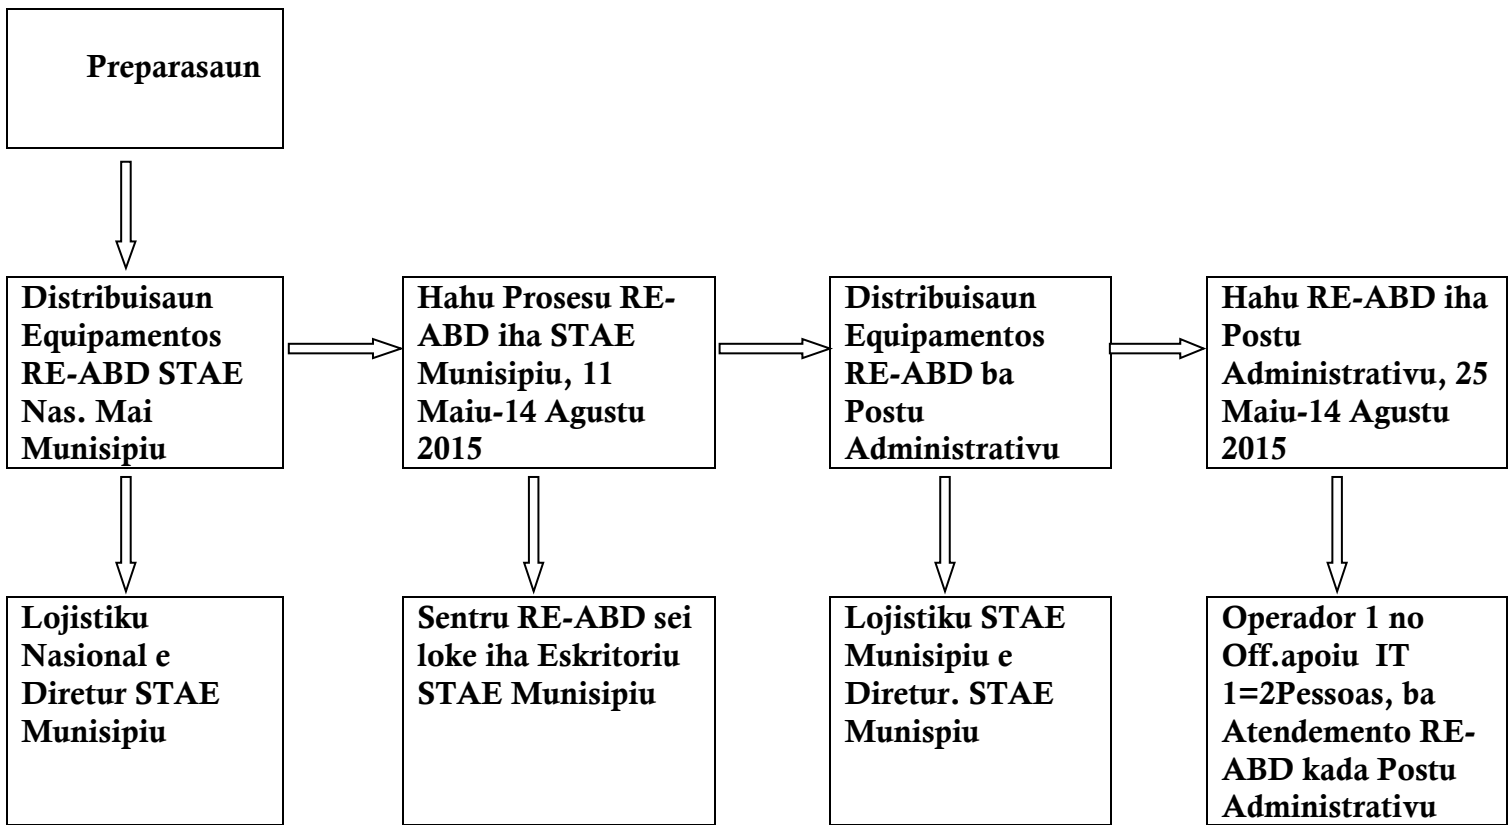 Preparasaun
Distribuisaun
Equipamentos
RE-ABD STAE
Nas. Mai
Munisipiu
Hahu Prosesu RE-
ABD iha STAE
Munisipiu, 11
Maiu-14 Agustu
2015
Distribuisaun
Equipamentos
RE-ABD ba
Postu
Administrativu
Hahu RE-ABD iha
Postu
Administrativu, 25
Maiu-14 Agustu
2015
Lojistiku
Nasional e
Diretur STAE
Munisipiu
Sentru RE-ABD sei
loke iha Eskritoriu
STAE Munisipiu
Lojistiku STAE
Munisipiu e
Diretur. STAE
Munispiu
Operador 1 no
Off.apoiu IT
1=2Pessoas, ba
Atendemento RE-
ABD kada Postu
Administrativu